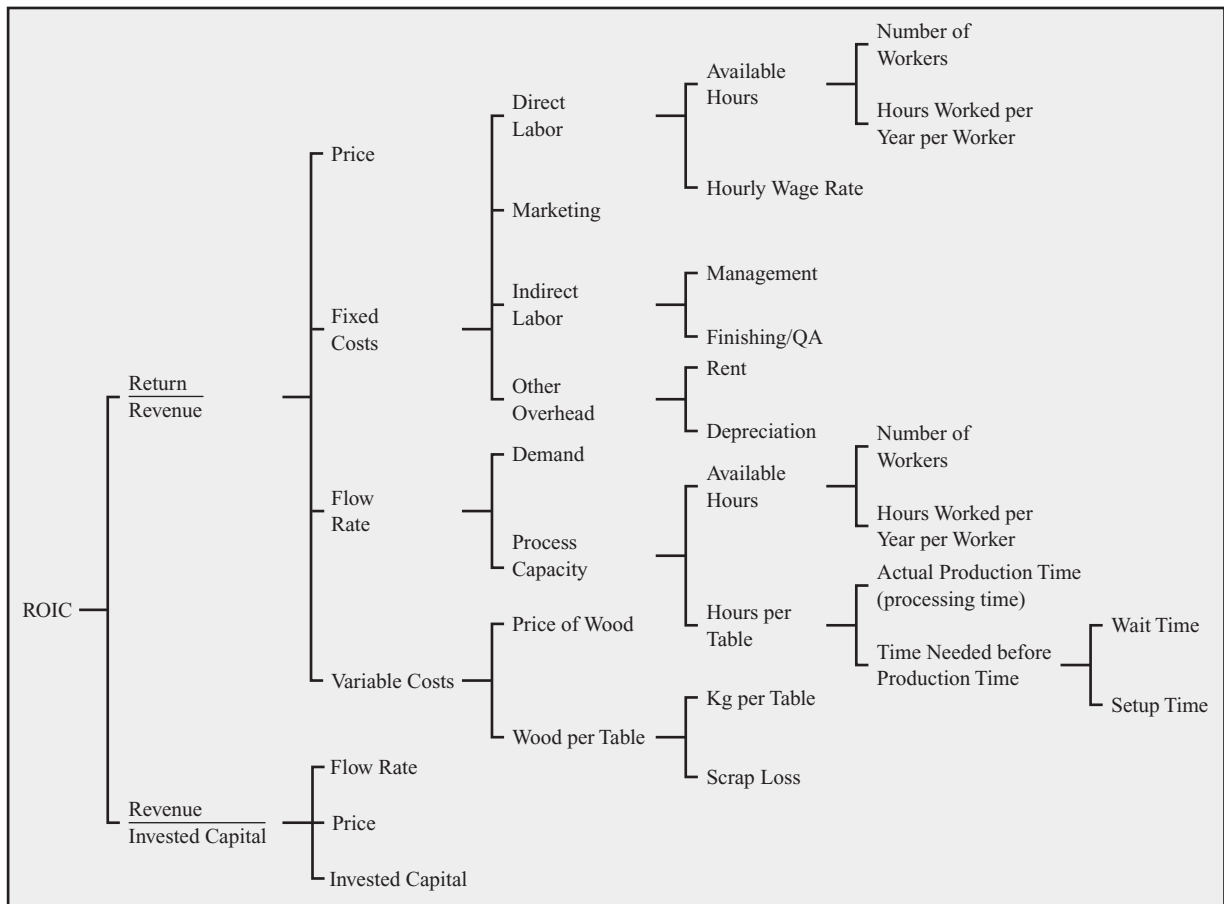 Number of
Workers
Available
Hours
Direct
Labor
Hours Worked per
Year per Worker
Price
Hourly Wage Rate
Marketing
Management
Indirect
Labor
Fixed
Costs
Finishing/QA
Rent
Return
Revenue
Other
Overhead
Depreciation
Number of
Workers
Demand
Available
Hours
Flow
Rate
Hours Worked per
Year per Worker
Process
Capacity
Actual Production Time
(processing time)
ROIC
Hours per
Table
Price of Wood
Wait Time
Time Needed before
Production Time
Variable Costs
Kg per Table
Setup Time
Wood per Table
Flow Rate
Scrap Loss
Revenue
Invested Capital
Price
Invested Capital